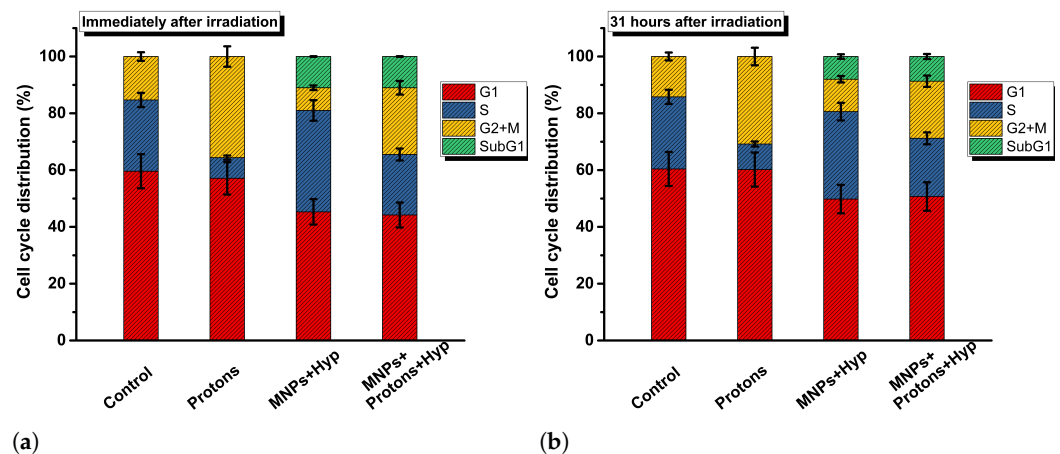 Immediately after irradiation
Cell cycle distribution (%)
100
80
60
40
20
0
G1
S
G2+M
SubG1
Control
Protons
MNPs+Hyp
MNPs+
Protons+Hyp
(a)
31 hours after irradiation
Cell cycle distribution (%)
100
80
60
40
20
0
G1
S
G2+M
SubG1
Control
Protons
MNPs+Hyp
MNPs+
Protons+Hyp
(b)